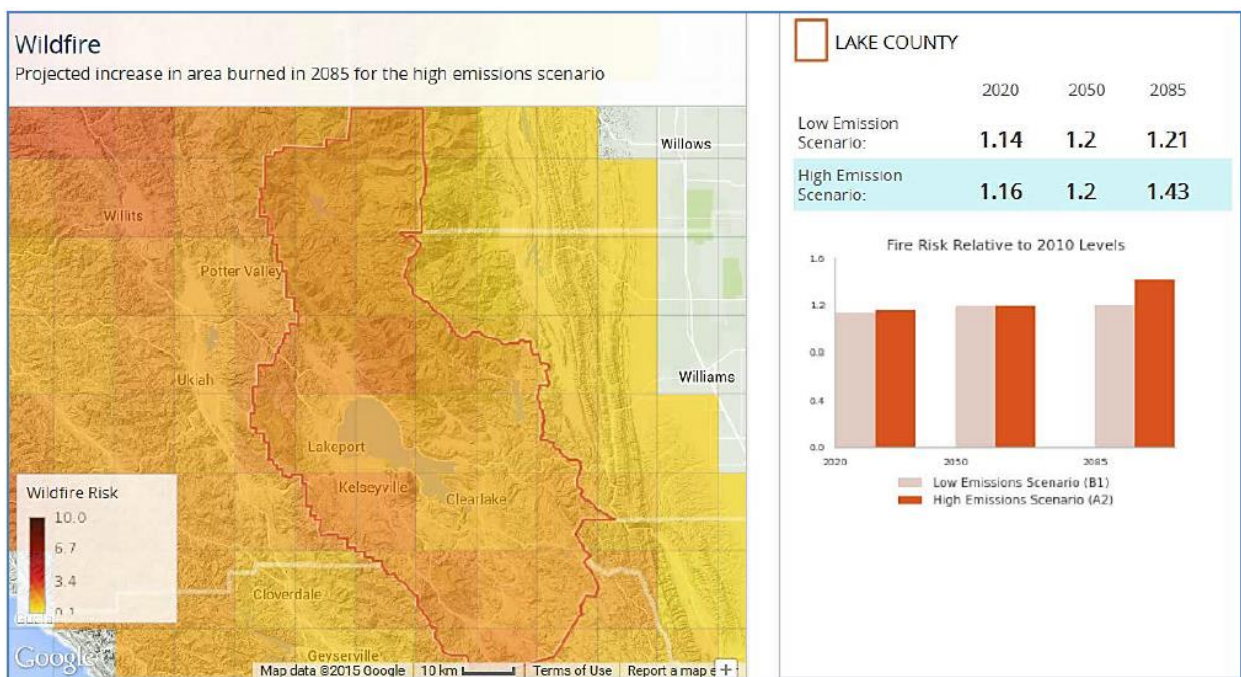 Wildfire
Projected increase in area burned in 2085 for the high emissions scenario
Willows
Willits
Potter Valley
Ukiah
Williams
Lakeport
Kelseyville
Clearlake
Cloverdale
Geyserville
Wildfire Risk
10.0
6.7
3.4
0.1
Google
Map data ©2015 Google
10 km
Terms of Use
Report a map
+
LAKE COUNTY
2020 2050 2085
Low Emission
Scenario: 1.14 1.2 1.21
High Emission
Scenario: 1.16 1.2 1.43
Fire Risk Relative to 2010 Levels
1.6
1.2
0.8
0.4
0.0
2020 2050 2085
Low Emissions Scenario (B1)
High Emissions Scenario (A2)